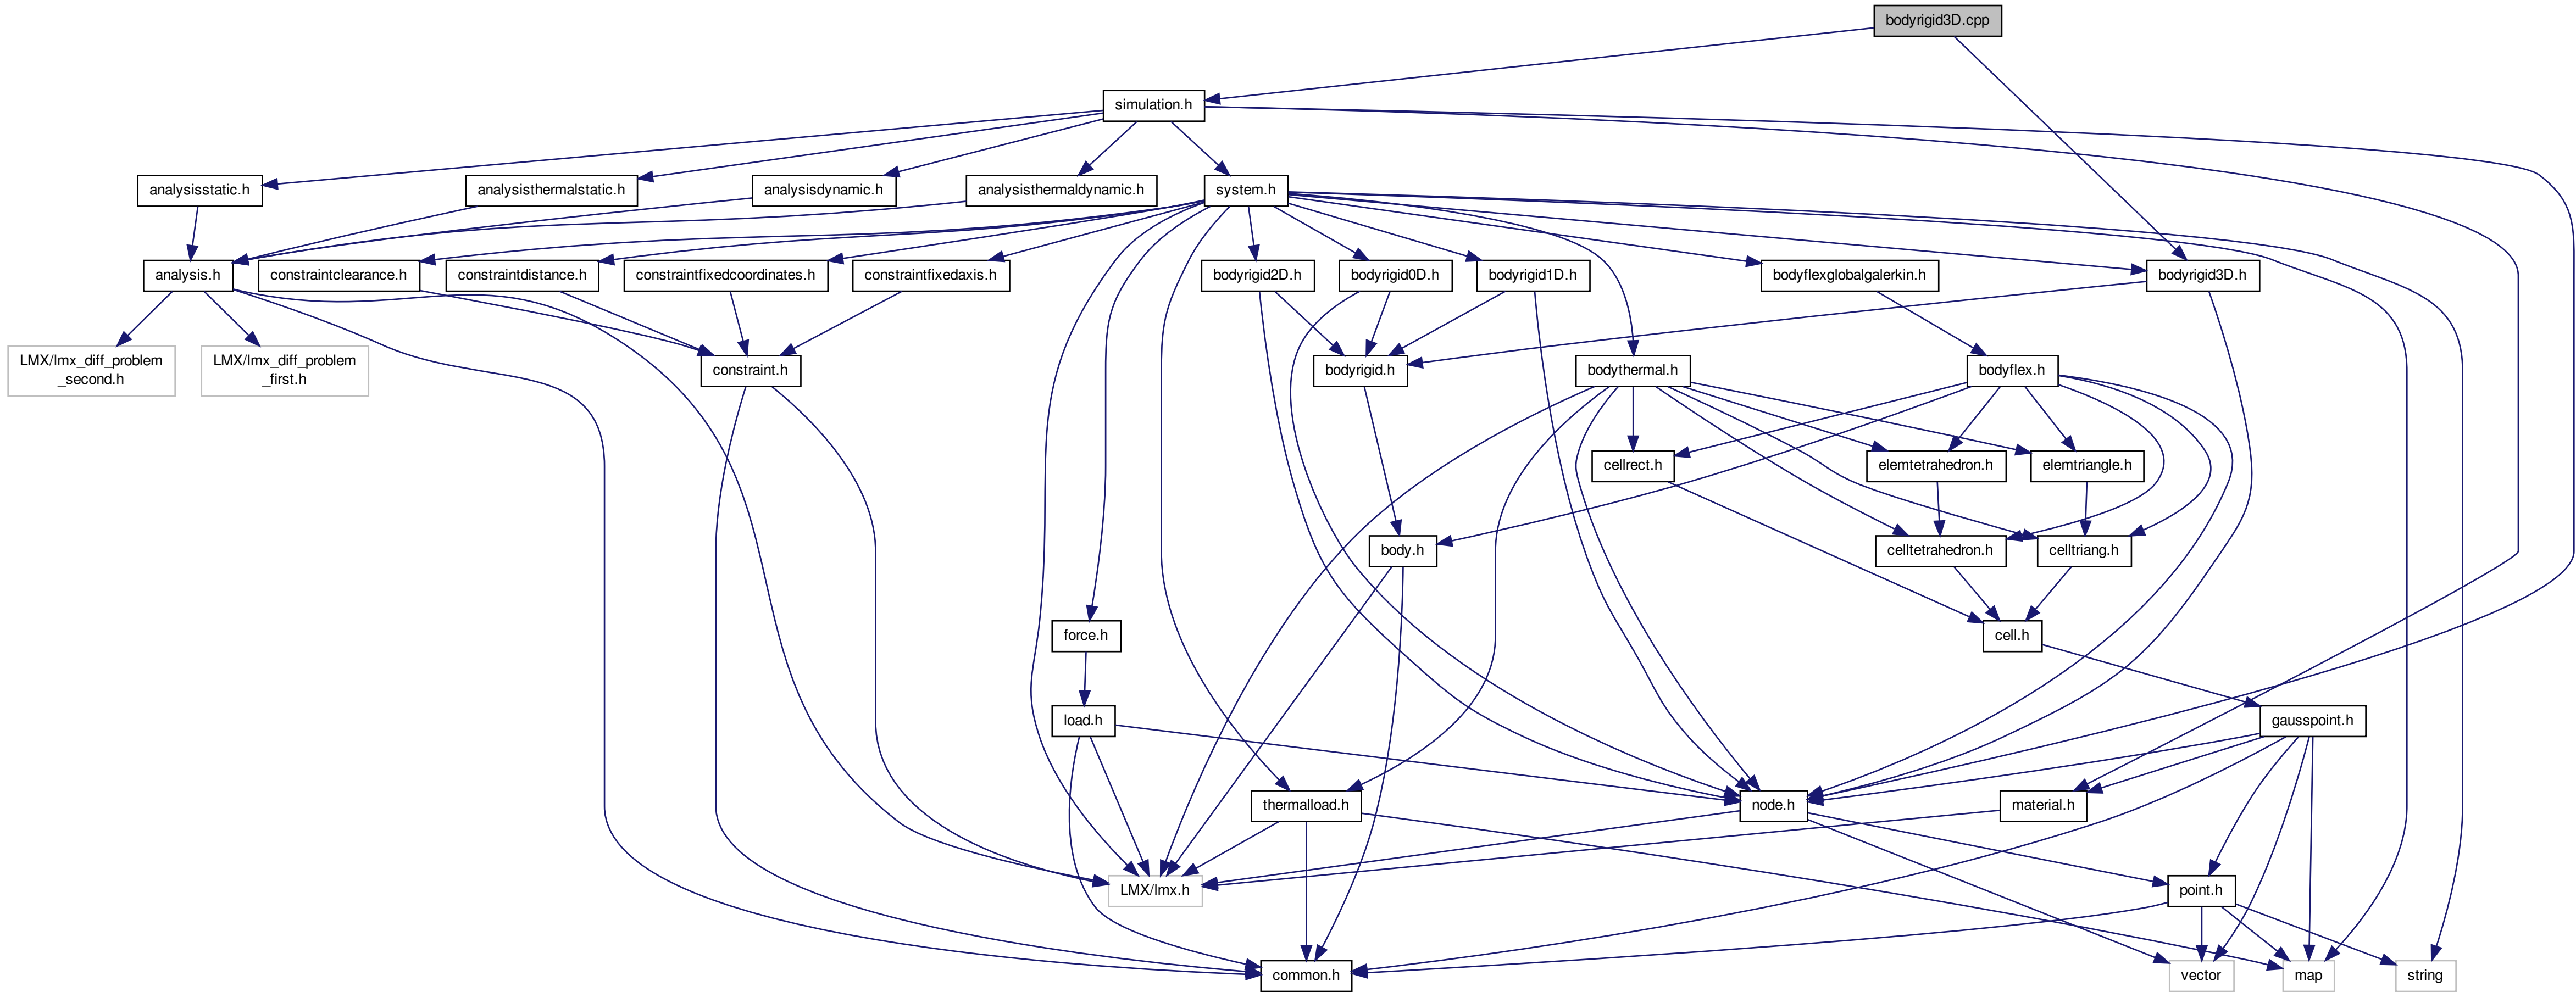 bodyrigid3D.cpp
simulation.h
analysisstatic.h
analysisthermalstatic.h
analysisdynamic.h
analysisthermaldynamic.h
system.h
analysis.h
constraintclearance.h
constraintdistance.h
constraintfixedcoordinates.h
constraintfixedaxis.h
bodyrigid2D.h
bodyrigid0D.h
bodyrigid1D.h
bodyflexglobalgalerkin.h
bodyrigid3D.h
LMX/lmx_diff_problem
_second.h
LMX/lmx_diff_problem
_first.h
constraint.h
bodyrigid.h
bodythermal.h
bodyflex.h
cellrect.h
elemtetrahedron.h
elemtriangle.h
body.h
celltetrahedron.h
celltriang.h
force.h
cell.h
load.h
gausspoint.h
thermalload.h
node.h
material.h
LMX/lmx.h
point.h
common.h
vector
map
string